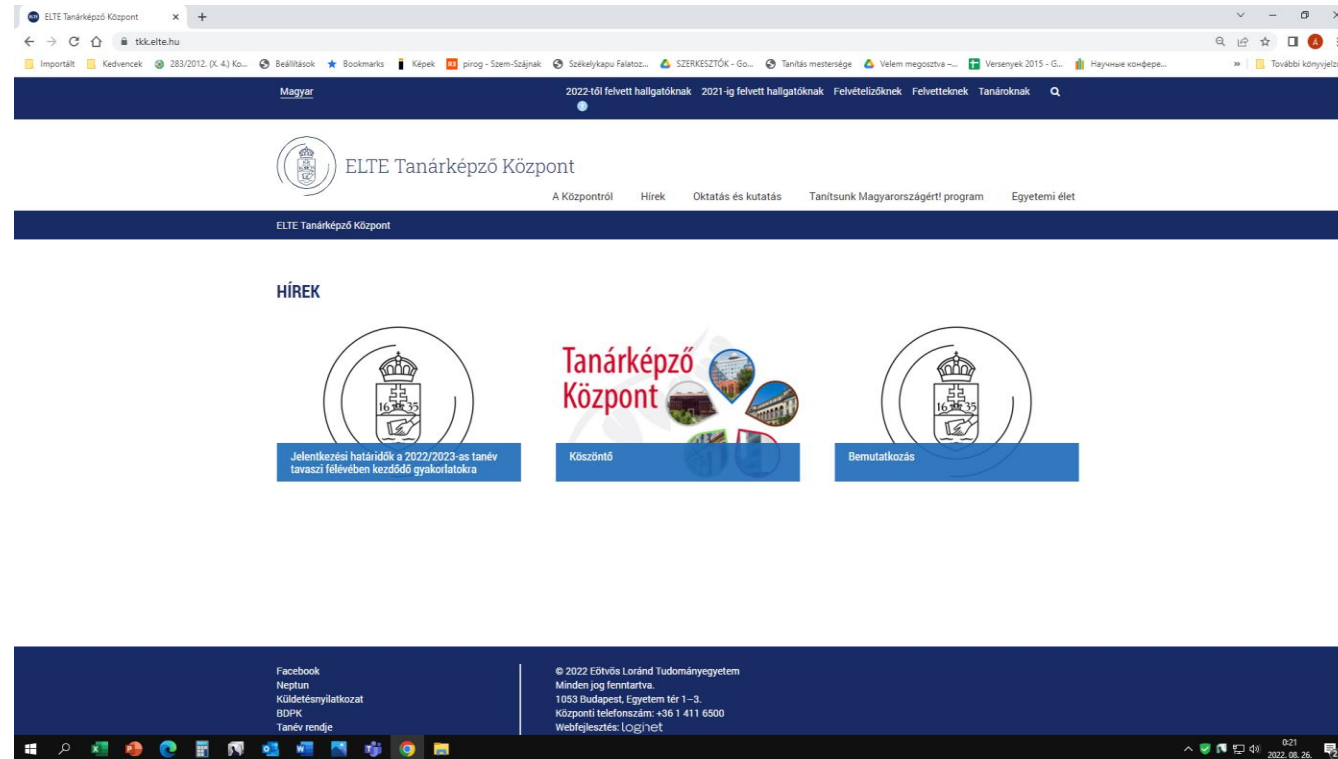 ELTE Tanárképző Központ
tkk.elte.hu
Importált Kedvencek 283/2012. (X. 4.) Ko... Beállítások Bookmarks Képek pirog - Szem-Szájnak Székelykapu Falatoz... SZERKESZTŐK - Go... Tanítás mestersége Velem megosztva –... Versenyek 2015 - G... Научные конфере... » További könyvjelz
Magyar 2022-től felvett hallgatóknak 2021-ig felvett hallgatóknak Felvételizőknek Felvetteknek Tanároknak
ELTE Tanárképző Központ
A Központról Hírek Oktatás és kutatás Tanítsunk Magyarországért! program Egyetemi élet
ELTE Tanárképző Központ
HÍREK
16 35
Jelentkezési határidők a 2022/2023-as tanév
tavaszi félévében kezdődő gyakorlatokra
Tanárképző
Központ
Köszöntő
16 35
Bemutatkozás
Facebook
Neptun
Küldetésnyilatkozat
BDPK
Tanév rendje
© 2022 Eötvös Loránd Tudományegyetem
Minden jog fenntartva.
1053 Budapest, Egyetem tér 1–3.
Központi telefonszám: +36 1 411 6500
Webfejlesztés: loginet
0:21
2022. 08. 26.